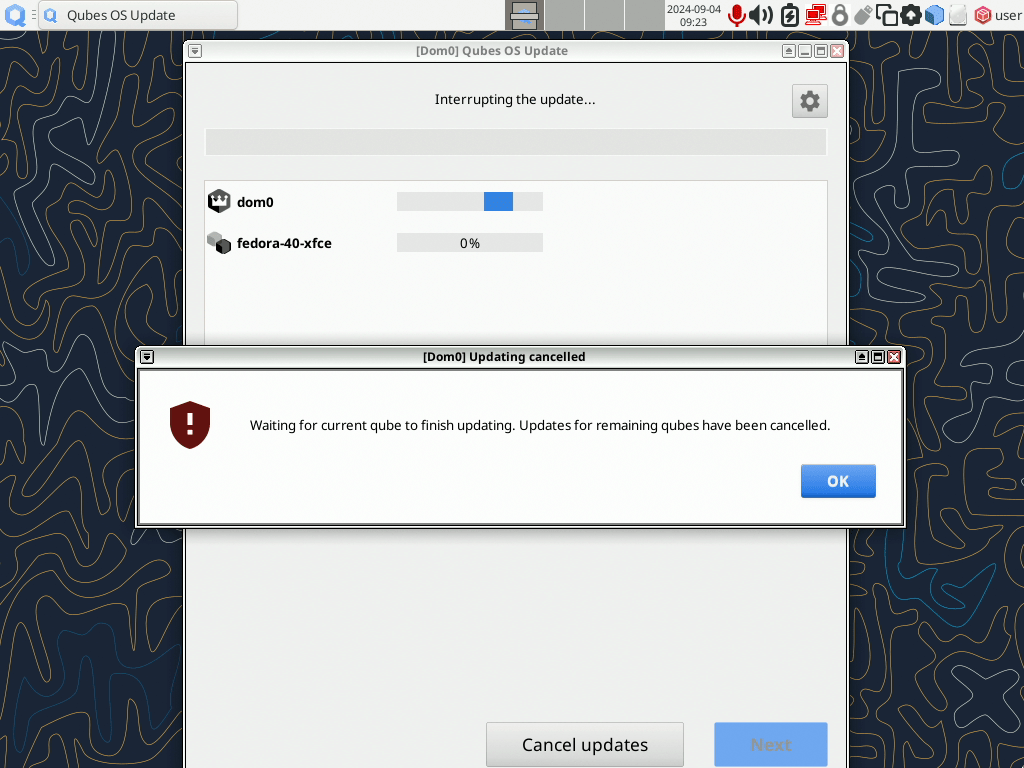 Qubes OS Update
2024-09-04
09:23
user
[Dom0] Qubes OS Update
Interrupting the update...
dom0
fedora-40-xfce
0%
[Dom0] Updating cancelled
Waiting for current qube to finish updating. Updates for remaining qubes have been cancelled.
OK
Cancel updates
Next